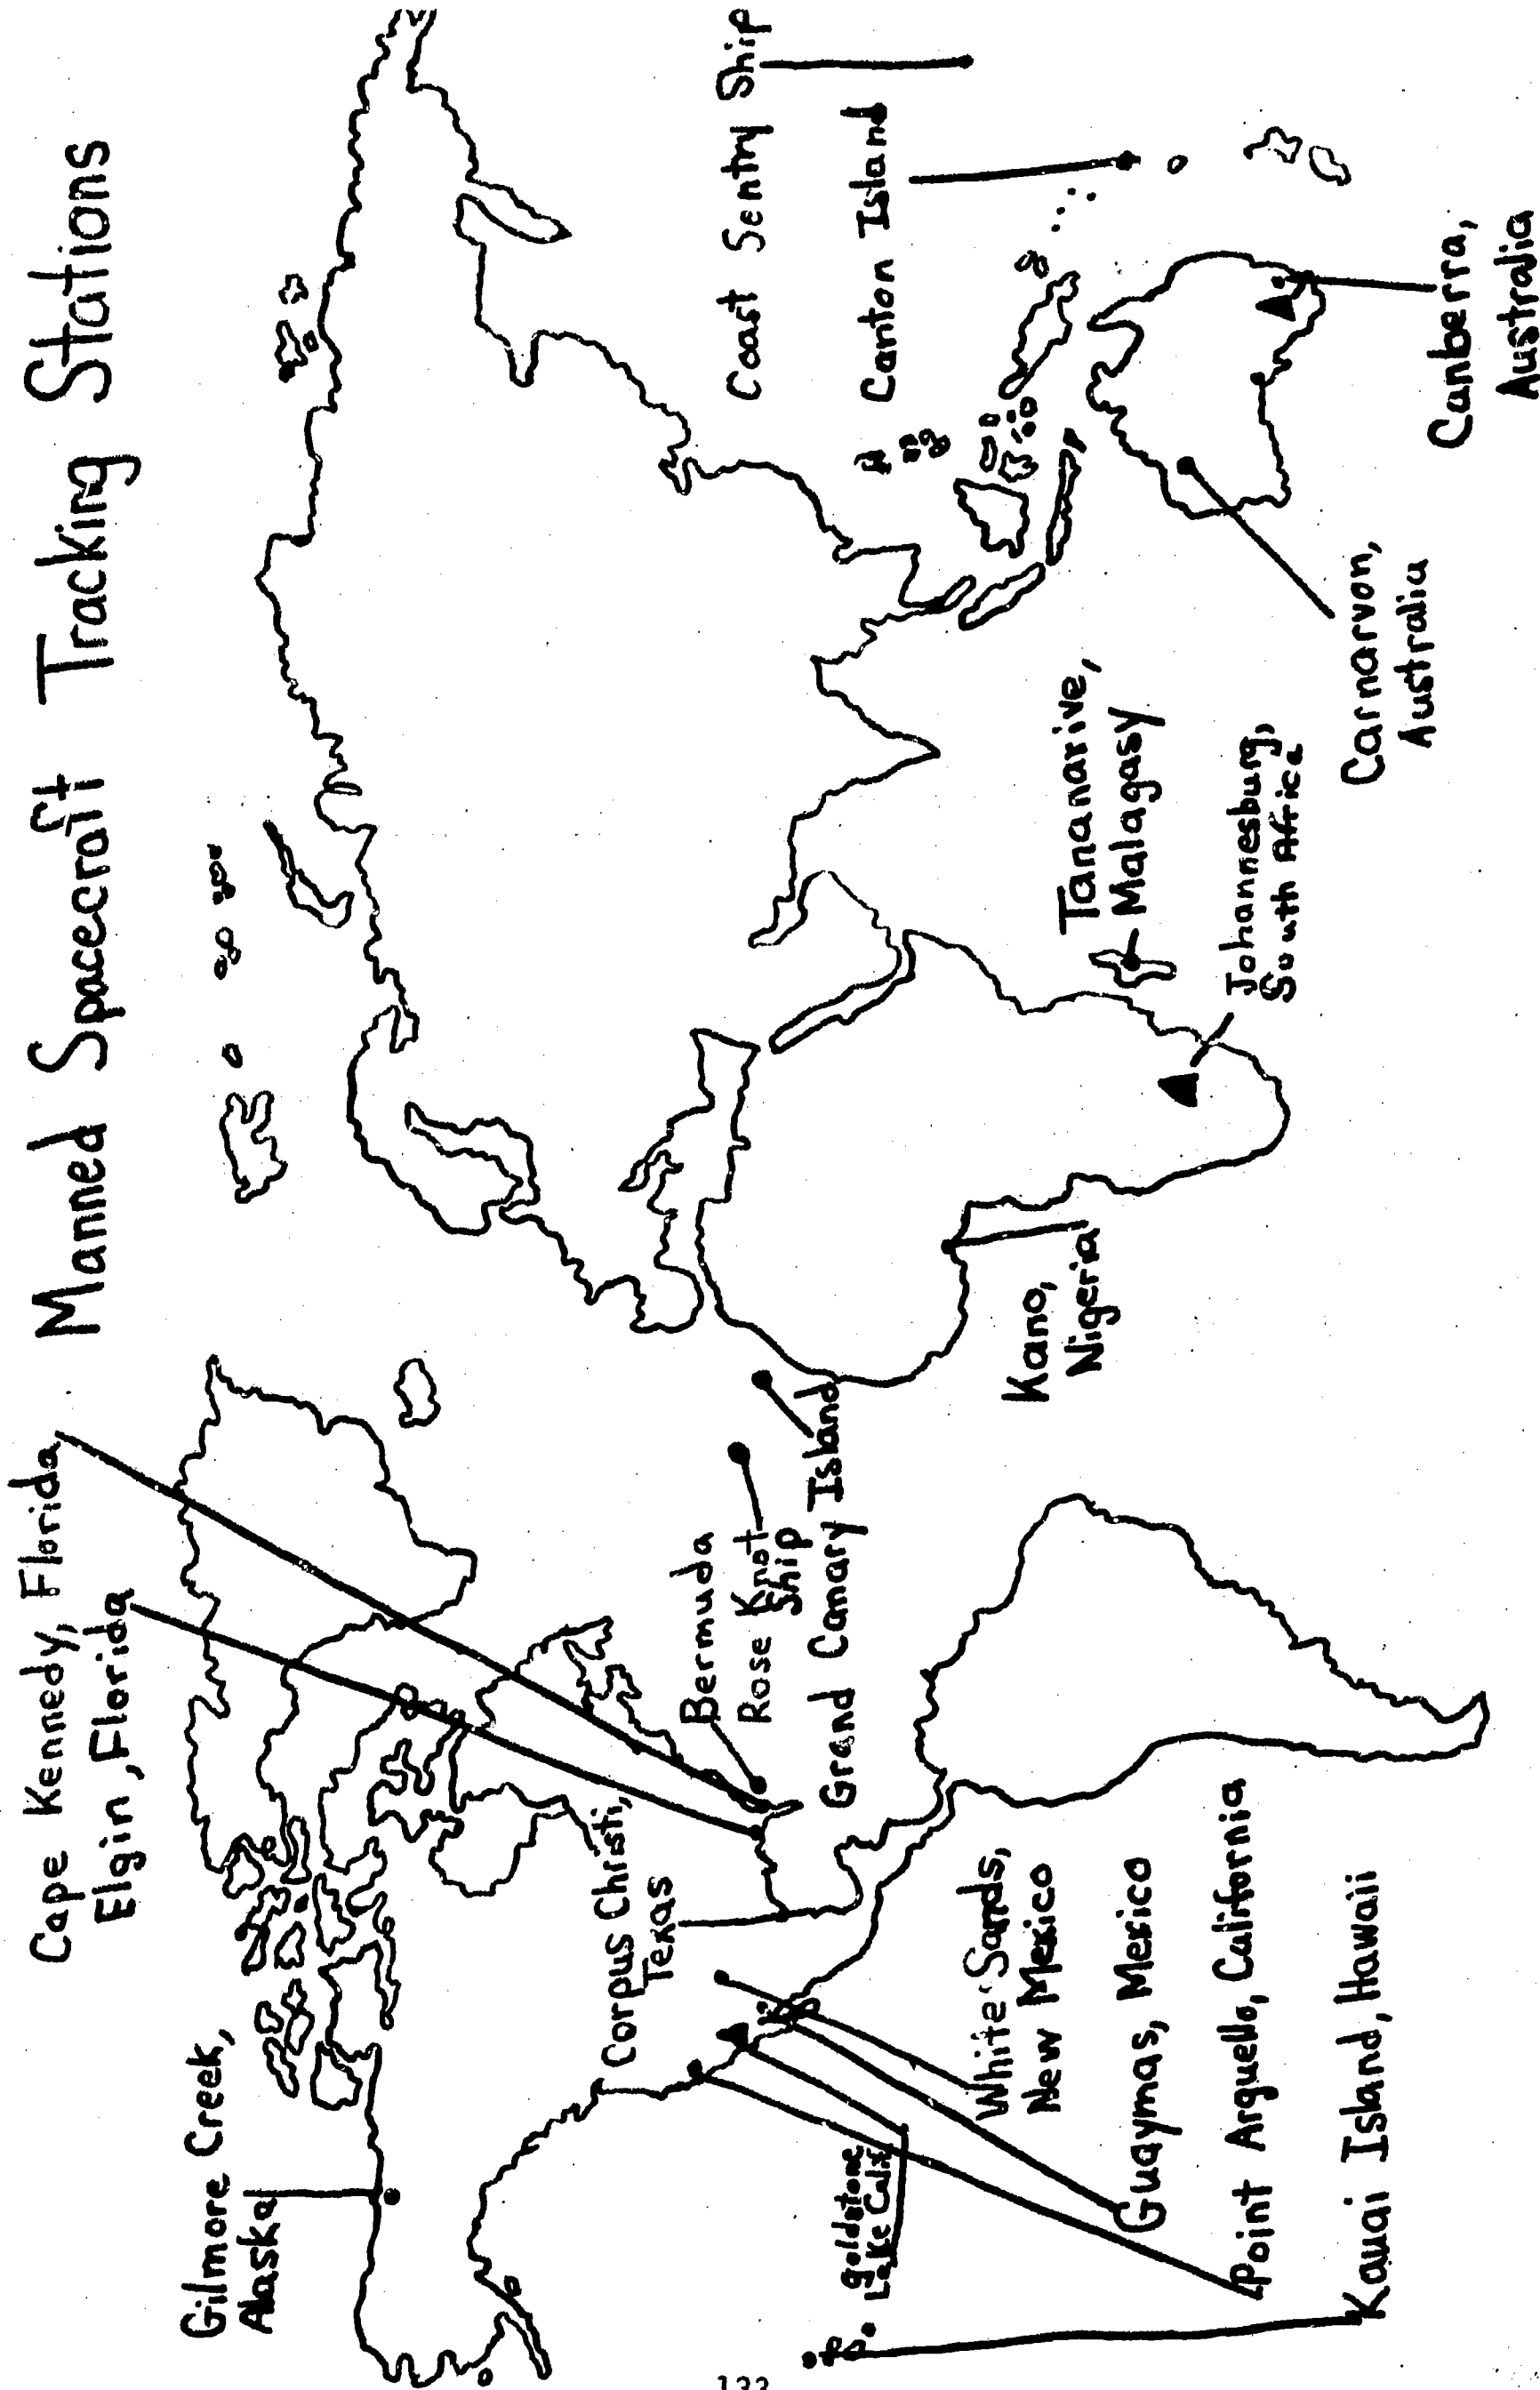 Manned Spacecraft Tracking Stations
Cape Kennedy, Florida
Elgin, Florida
Gilmore Creek,
Alaska
Corpus Christi,
Texas
Bermuda
Rose Knot
Ship
Grand Canary Island
Goldstone
Lake Calif
White Sands,
New Mexico
Guaymas, Mexico
Point Arguello, California
Kauai Island, Hawaii
Kano,
Nigeria
Tananarive,
Malagasy
Johannesburg,
South Africa
Coast Sentry Ship
Canton Island
Carnarvon,
Australia
Canberra,
Australia
133